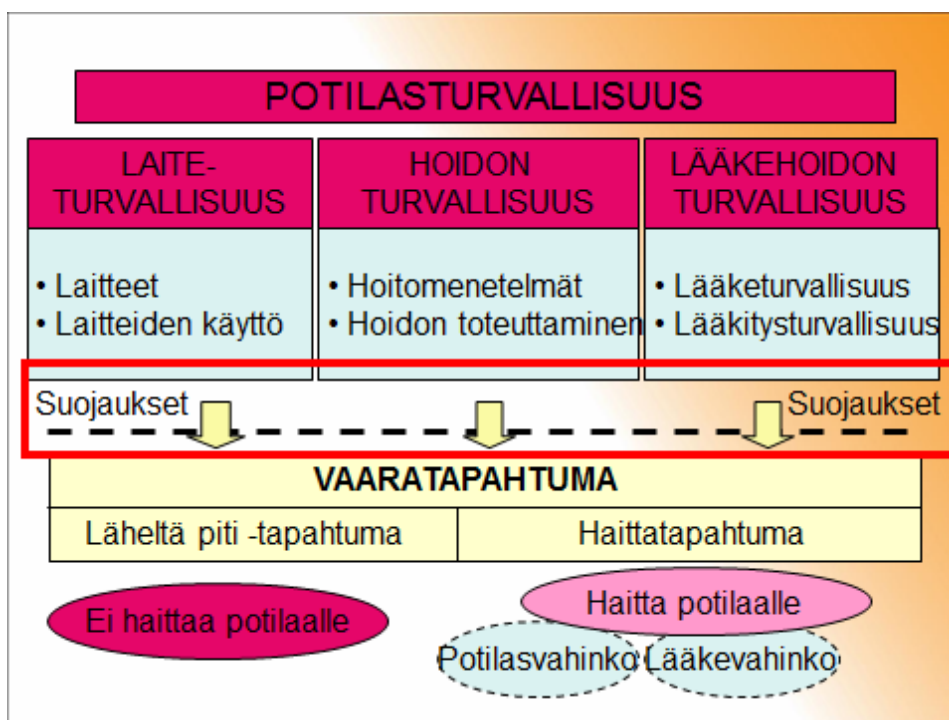 POTILASTURVALLISUUS
LAITE-
TURVALLISUUS
HOIDON
TURVALLISUUS
LÄÄKEHOIDON
TURVALLISUUS
• Laitteet
• Laitteiden käyttö
• Hoitomenetelmät
• Hoidon toteuttaminen
• Lääketurvallisuus
• Lääkitysturvallisuus
Suojaukset
Suojaukset
VAARATAPAHTUMA
Läheltä piti -tapahtuma
Haittatapahtuma
Ei haittaa potilaalle
Haitta potilaalle
Potilasvahinko
Lääkevahinko